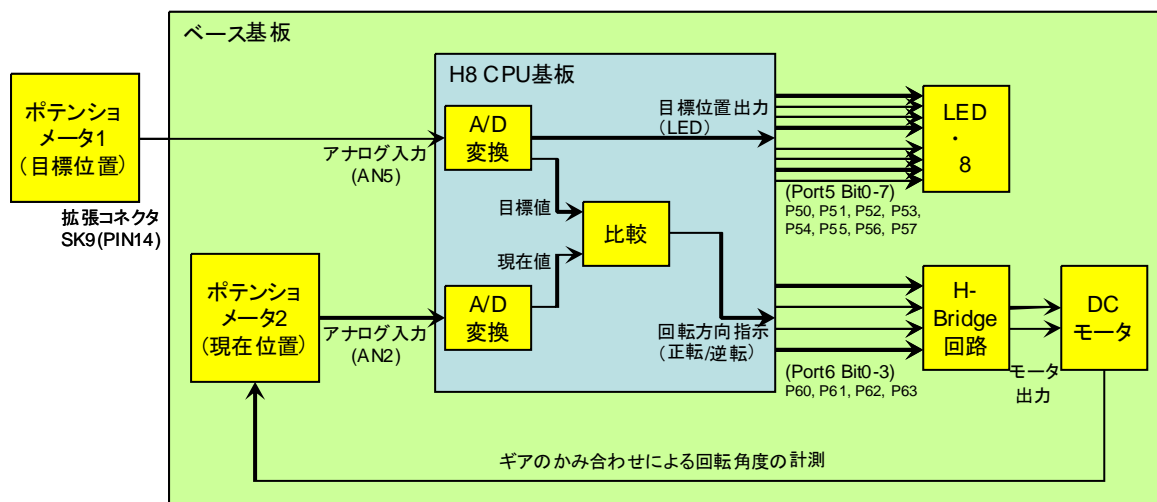 ベース基板
H8 CPU基板
ポテンショ
メータ1
(目標位置)
A/D
変換
アナログ入力
(AN5)
目標位置出力
(LED)
LED
・
8
拡張コネクタ
SK9(PIN14)
目標値
比較
現在値
(Port5 Bit0-7)
P50, P51, P52, P53,
P54, P55, P56, P57
ポテンショ
メータ2
(現在位置)
アナログ入力
(AN2)
A/D
変換
回転方向指示
(正転/逆転)
(Port6 Bit0-3)
P60, P61, P62, P63
H-
Bridge
回路
モータ
出力
DC
モータ
ギアのかみ合わせによる回転角度の計測